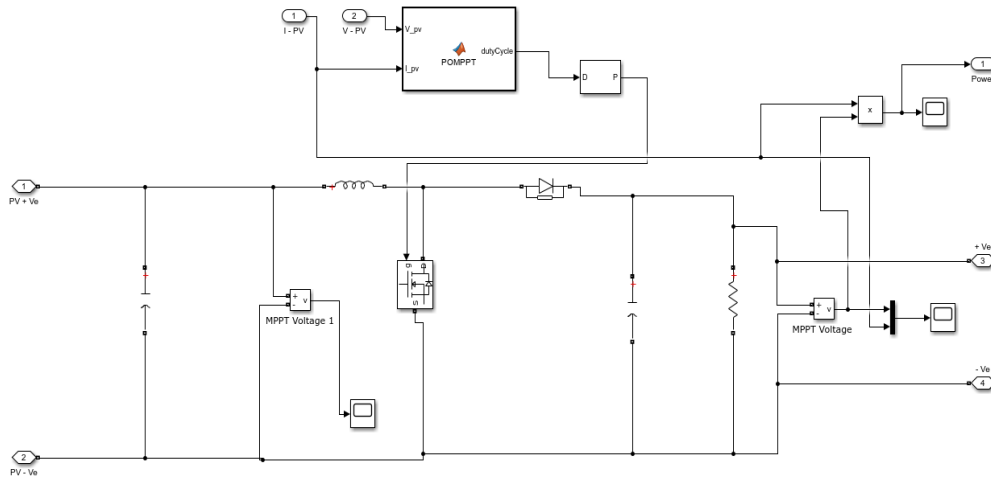 1
I - PV
2
V - PV
V_pv
I_pv
dutyCycle
POMPPT
D
P
x
1
Powe
1
PV + Ve
g
D
S
+
-
v
MPPT Voltage 1
+
-
v
MPPT Voltage
+ Ve
3
- Ve
4
2
PV - Ve